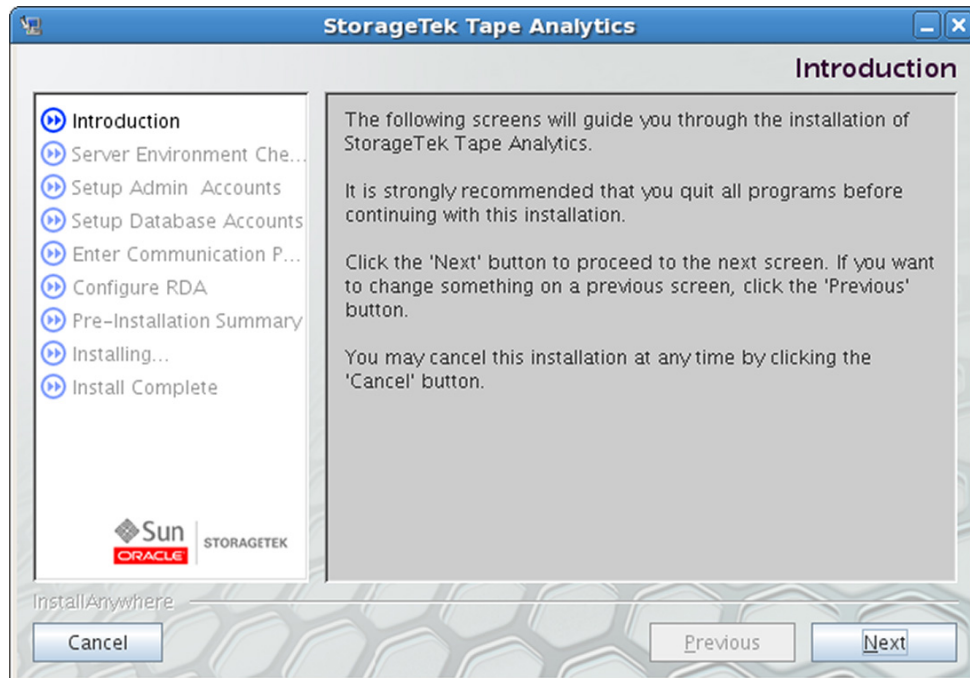 StorageTek Tape Analytics
Introduction
Introduction
Server Environment Che...
Setup Admin Accounts
Setup Database Accounts
Enter Communication P...
Configure RDA
Pre-Installation Summary
Installing...
Install Complete
Sun
ORACLE
STORAGETEK
The following screens will guide you through the installation of
StorageTek Tape Analytics.
It is strongly recommended that you quit all programs before
continuing with this installation.
Click the 'Next' button to proceed to the next screen. If you want
to change something on a previous screen, click the 'Previous'
button.
You may cancel this installation at any time by clicking the
'Cancel' button.
InstallAnywhere
Cancel
Previous
Next